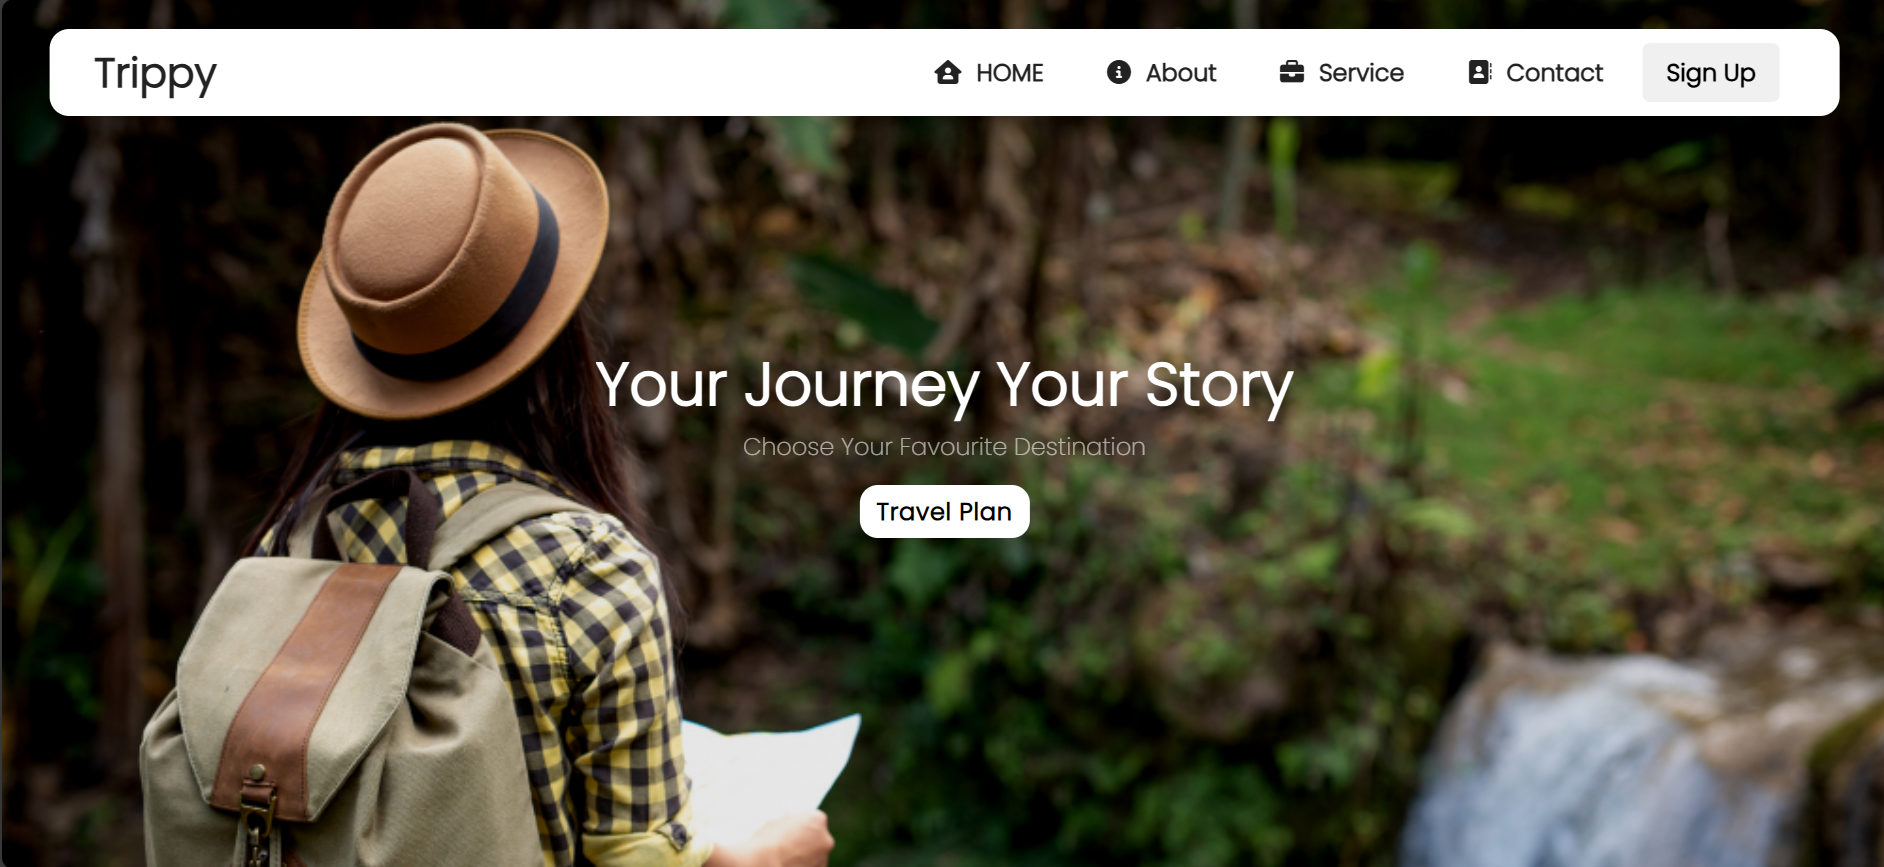 Trippy HOME About Service Contact Sign Up
Your Journey Your Story
Choose Your Favourite Destination
Travel Plan